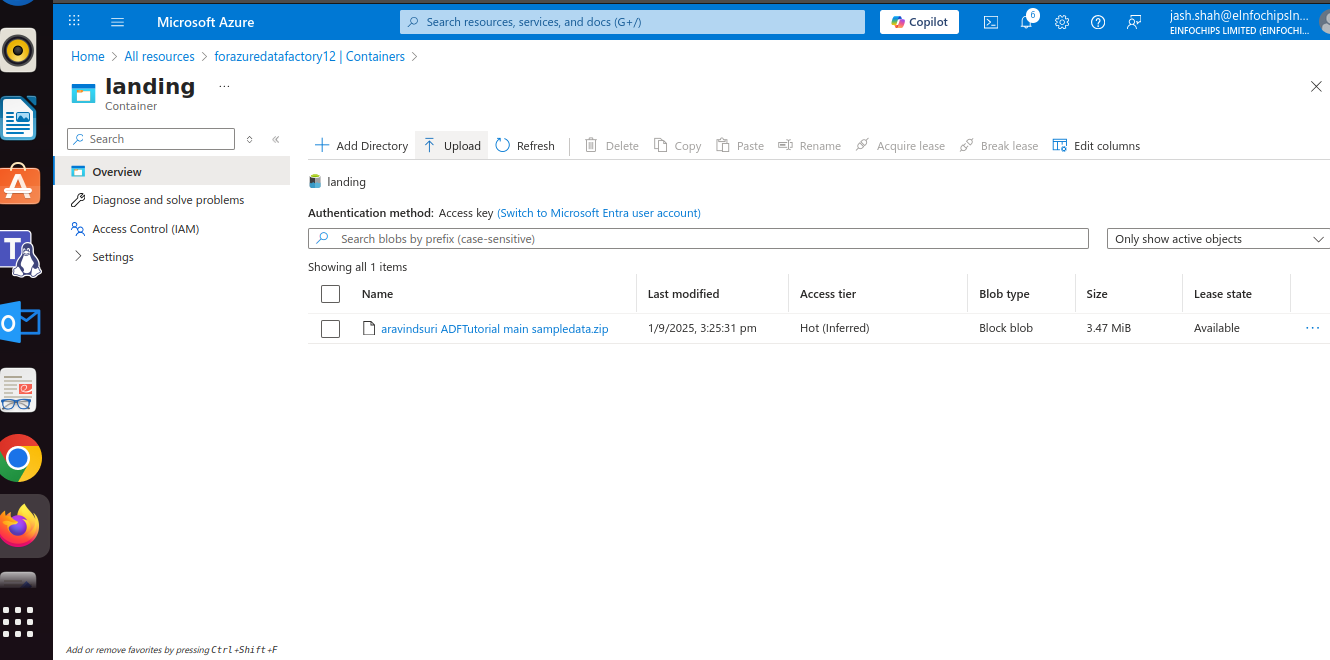 Microsoft Azure
Search resources, services, and docs (G+/)
Copilot
6
jash.shah@eInfochipsIn...
EINFOCHIPS LIMITED (EINFOCHI...
Home > All resources > forazuredatafactory12 | Containers >
landing ...
Container
Search
Overview
Diagnose and solve problems
Access Control (IAM)
Settings
Add Directory Upload Refresh Delete Copy Paste Rename Acquire lease Break lease Edit columns
landing
Authentication method: Access key (Switch to Microsoft Entra user account)
Search blobs by prefix (case-sensitive)
Only show active objects
Showing all 1 items
Name Last modified Access tier Blob type Size Lease state
aravindsuri ADFTutorial main sampledata.zip 1/9/2025, 3:25:31 pm Hot (Inferred) Block blob 3.47 MiB Available ...
Add or remove favorites by pressing Ctrl+Shift+F